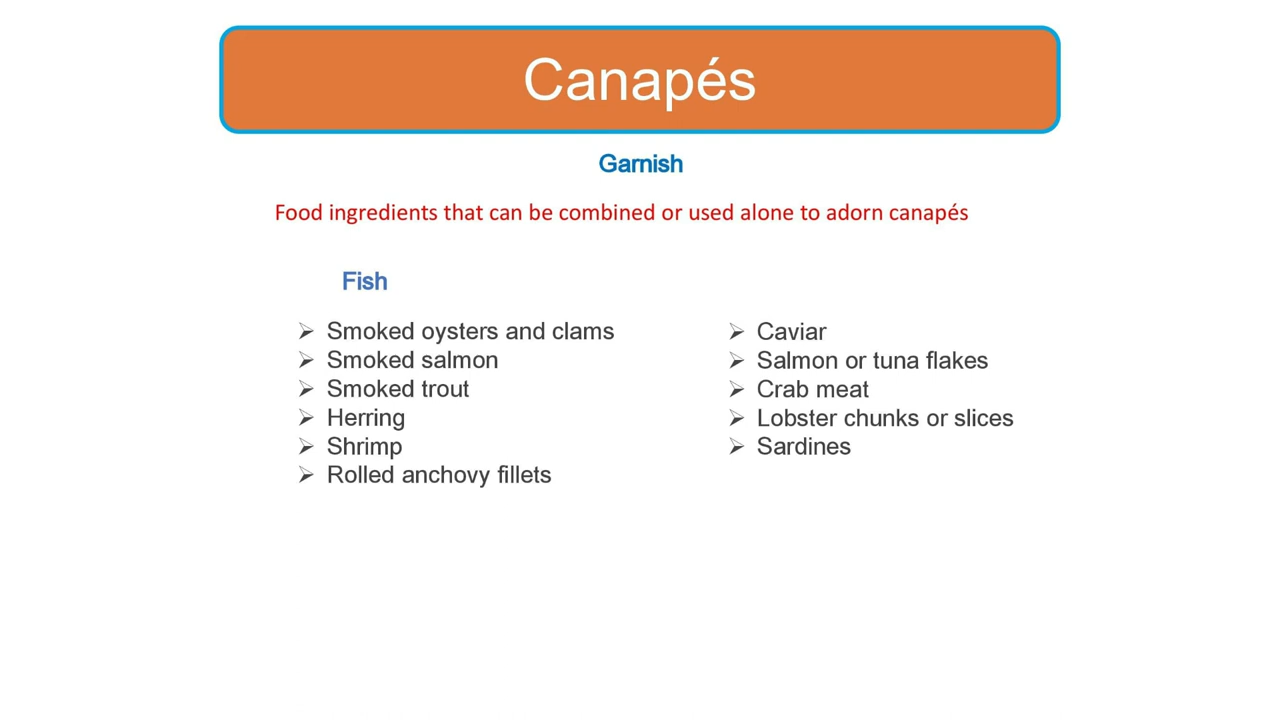 Canapés
Garnish
Food ingredients that can be combined or used alone to adorn canapés
Fish
➢ Smoked oysters and clams
➢ Smoked salmon
➢ Smoked trout
➢ Herring
➢ Shrimp
➢ Rolled anchovy fillets
➢ Caviar
➢ Salmon or tuna flakes
➢ Crab meat
➢ Lobster chunks or slices
➢ Sardines